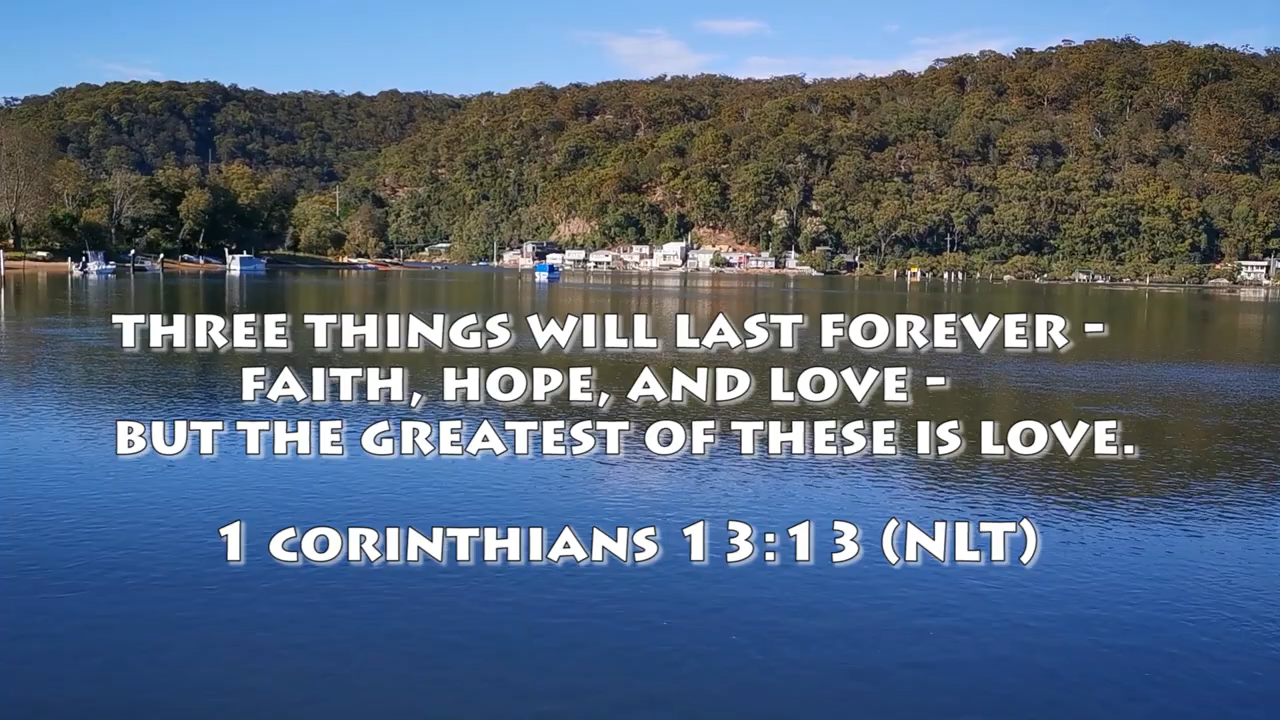 THREE THINGS WILL LAST FOREVER -
FAITH, HOPE, AND LOVE -
BUT THE GREATEST OF THESE IS LOVE.
1 CORINTHIANS 13:13 (NLT)